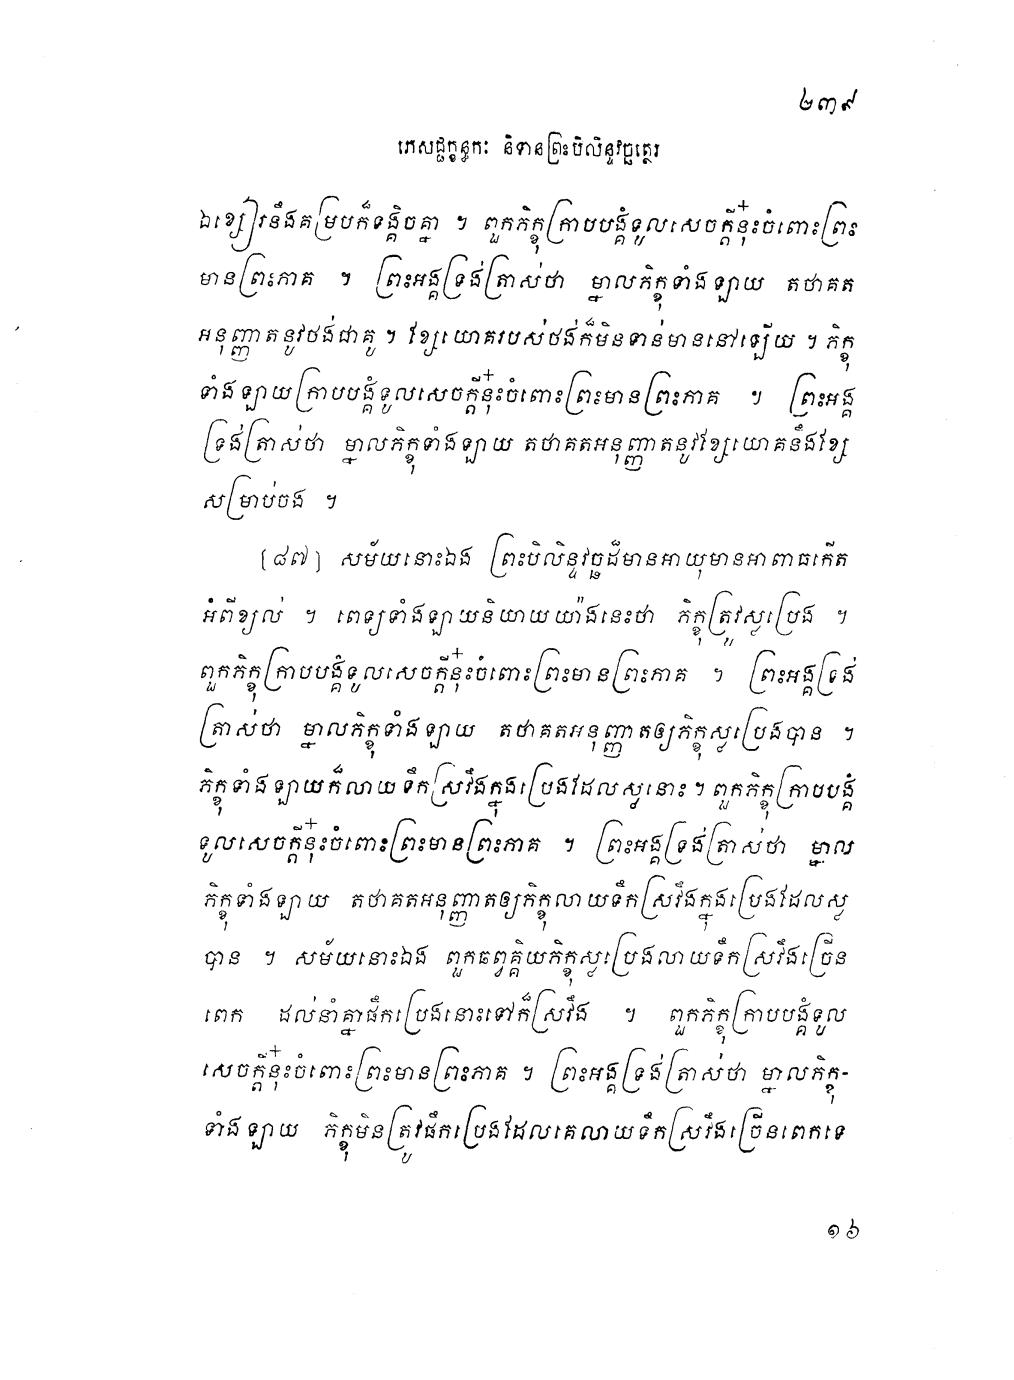 ២៣៩
ភេសជ្ជក្ខន្ធកៈ និទានព្រះបិលិន្ទវច្ឆត្ថេរ
ឯខ្សៀរនឹងគម្របក៏ទង្គិចគ្នា ។ ពួកភិក្ខុក្រាបបង្គំទូលសេចក្ដីនុ៎ះចំពោះព្រះ
មានព្រះភាគ ។ ព្រះអង្គទ្រង់ត្រាស់ថា ម្នាលភិក្ខុទាំងឡាយ តថាគត
អនុញ្ញាតនូវថង់ជាគូ ។ ខ្សែយោគរបស់ថង់ក៏មិនទាន់មាននៅឡើយ ។ ភិក្ខុ
ទាំងឡាយក្រាបបង្គំទូលសេចក្ដីនុ៎ះចំពោះព្រះមានព្រះភាគ ។ ព្រះអង្គ
ទ្រង់ត្រាស់ថា ម្នាលភិក្ខុទាំងឡាយ តថាគតអនុញ្ញាតនូវខ្សែយោគនឹងខ្សែ
សម្រាប់ចង ។
[៨៧] សម័យនោះឯង ព្រះបិលិន្ទវច្ឆដ៏មានអាយុមានអាពាធកើត
អំពីខ្យល់ ។ ពេទ្យទាំងឡាយនិយាយយ៉ាងនេះថា ភិក្ខុត្រូវស្លប្រេង ។
ពួកភិក្ខុក្រាបបង្គំទូលសេចក្ដីនុ៎ះចំពោះព្រះមានព្រះភាគ ។ ព្រះអង្គទ្រង់
ត្រាស់ថា ម្នាលភិក្ខុទាំងឡាយ តថាគតអនុញ្ញាតឲ្យភិក្ខុស្លប្រេងបាន ។
ភិក្ខុទាំងឡាយក៏លាយទឹកស្រវឹងក្នុងប្រេងដែលស្លនោះ ។ ពួកភិក្ខុក្រាបបង្គំ
ទូលសេចក្ដីនុ៎ះចំពោះព្រះមានព្រះភាគ ។ ព្រះអង្គទ្រង់ត្រាស់ថា ម្នាល
ភិក្ខុទាំងឡាយ តថាគតអនុញ្ញាតឲ្យភិក្ខុលាយទឹកស្រវឹងក្នុងប្រេងដែលស្ល
បាន ។ សម័យនោះឯង ពួកឆព្វគ្គិយភិក្ខុស្លប្រេងលាយទឹកស្រវឹងច្រើន
ពេក ដល់នាំគ្នាផឹកប្រេងនោះទៅក៏ស្រវឹង ។ ពួកភិក្ខុក្រាបបង្គំទូល
សេចក្ដីនុ៎ះចំពោះព្រះមានព្រះភាគ ។ ព្រះអង្គទ្រង់ត្រាស់ថា ម្នាលភិក្ខុ-
ទាំងឡាយ ភិក្ខុមិនត្រូវផឹកប្រេងដែលគេលាយទឹកស្រវឹងច្រើនពេកទេ
១៦